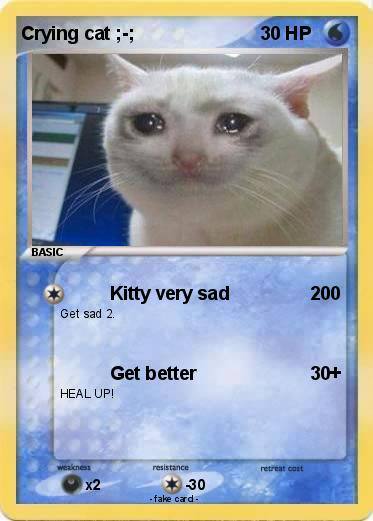 Crying cat ;-; 30 HP
BASIC
Kitty very sad 200
Get sad 2.
Get better 30+
HEAL UP!
weakness resistance retreat cost
x2 -30
- fake card -